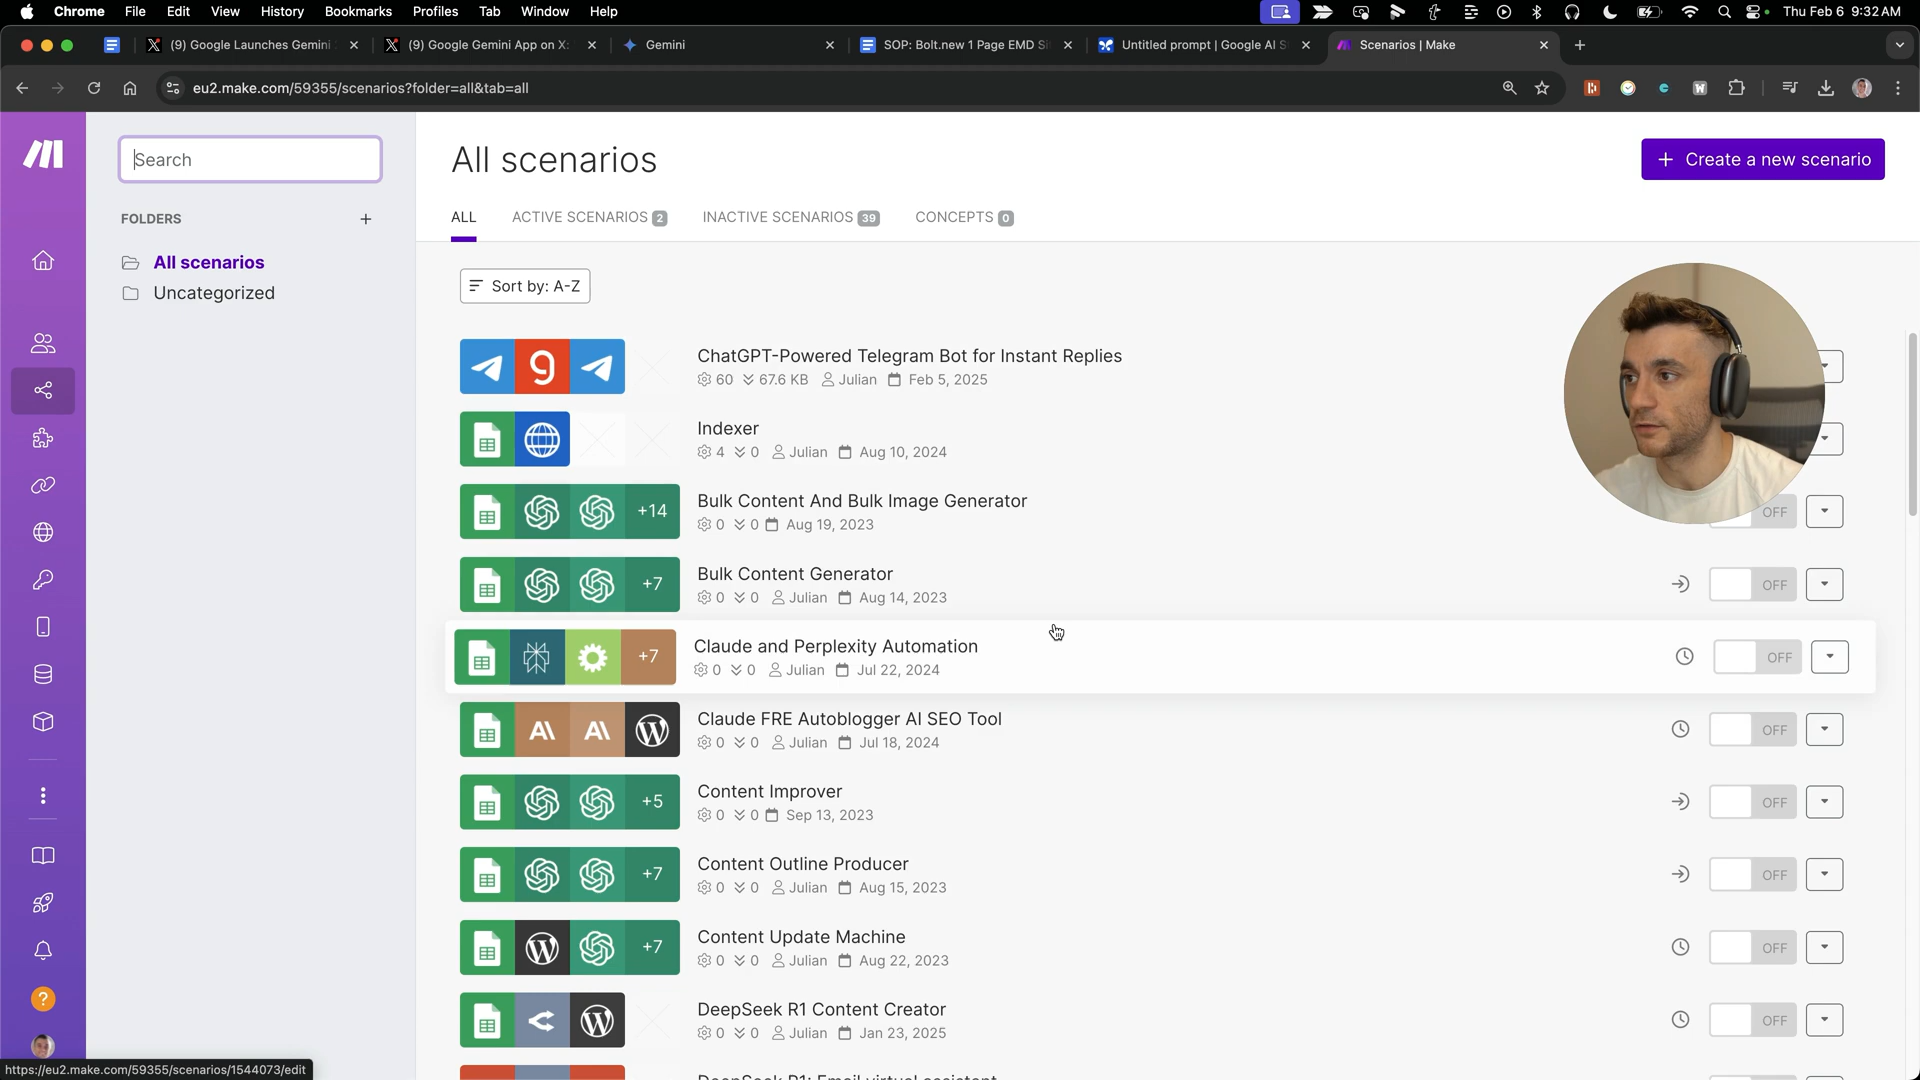 Chrome File Edit View History Bookmarks Profiles Tab Window Help
Thu Feb 6 9:32 AM
(9) Google Launches Gemini
(9) Google Gemini App on X:
Gemini
SOP: Bolt.new 1 Page EMD Si
Untitled prompt | Google AI S
Scenarios | Make
eu2.make.com/59355/scenarios?folder=all&tab=all
Search
FOLDERS
All scenarios
Uncategorized
All scenarios
+ Create a new scenario
ALL ACTIVE SCENARIOS 2 INACTIVE SCENARIOS 39 CONCEPTS 0
Sort by: A-Z
ChatGPT-Powered Telegram Bot for Instant Replies
60 67.6 KB Julian Feb 5, 2025
Indexer
4 0 Julian Aug 10, 2024
+14
Bulk Content And Bulk Image Generator
0 0 Aug 19, 2023
OFF
+7
Bulk Content Generator
0 0 Julian Aug 14, 2023
OFF
+7
Claude and Perplexity Automation
0 0 Julian Jul 22, 2024
OFF
Claude FRE Autoblogger AI SEO Tool
0 0 Julian Jul 18, 2024
OFF
+5
Content Improver
0 0 Sep 13, 2023
OFF
+7
Content Outline Producer
0 0 Julian Aug 15, 2023
OFF
+7
Content Update Machine
0 0 Julian Aug 22, 2023
OFF
DeepSeek R1 Content Creator
0 0 Julian Jan 23, 2025
OFF
DeepSeek R1: Email virtual assistant
https://eu2.make.com/59355/scenarios/1544073/edit